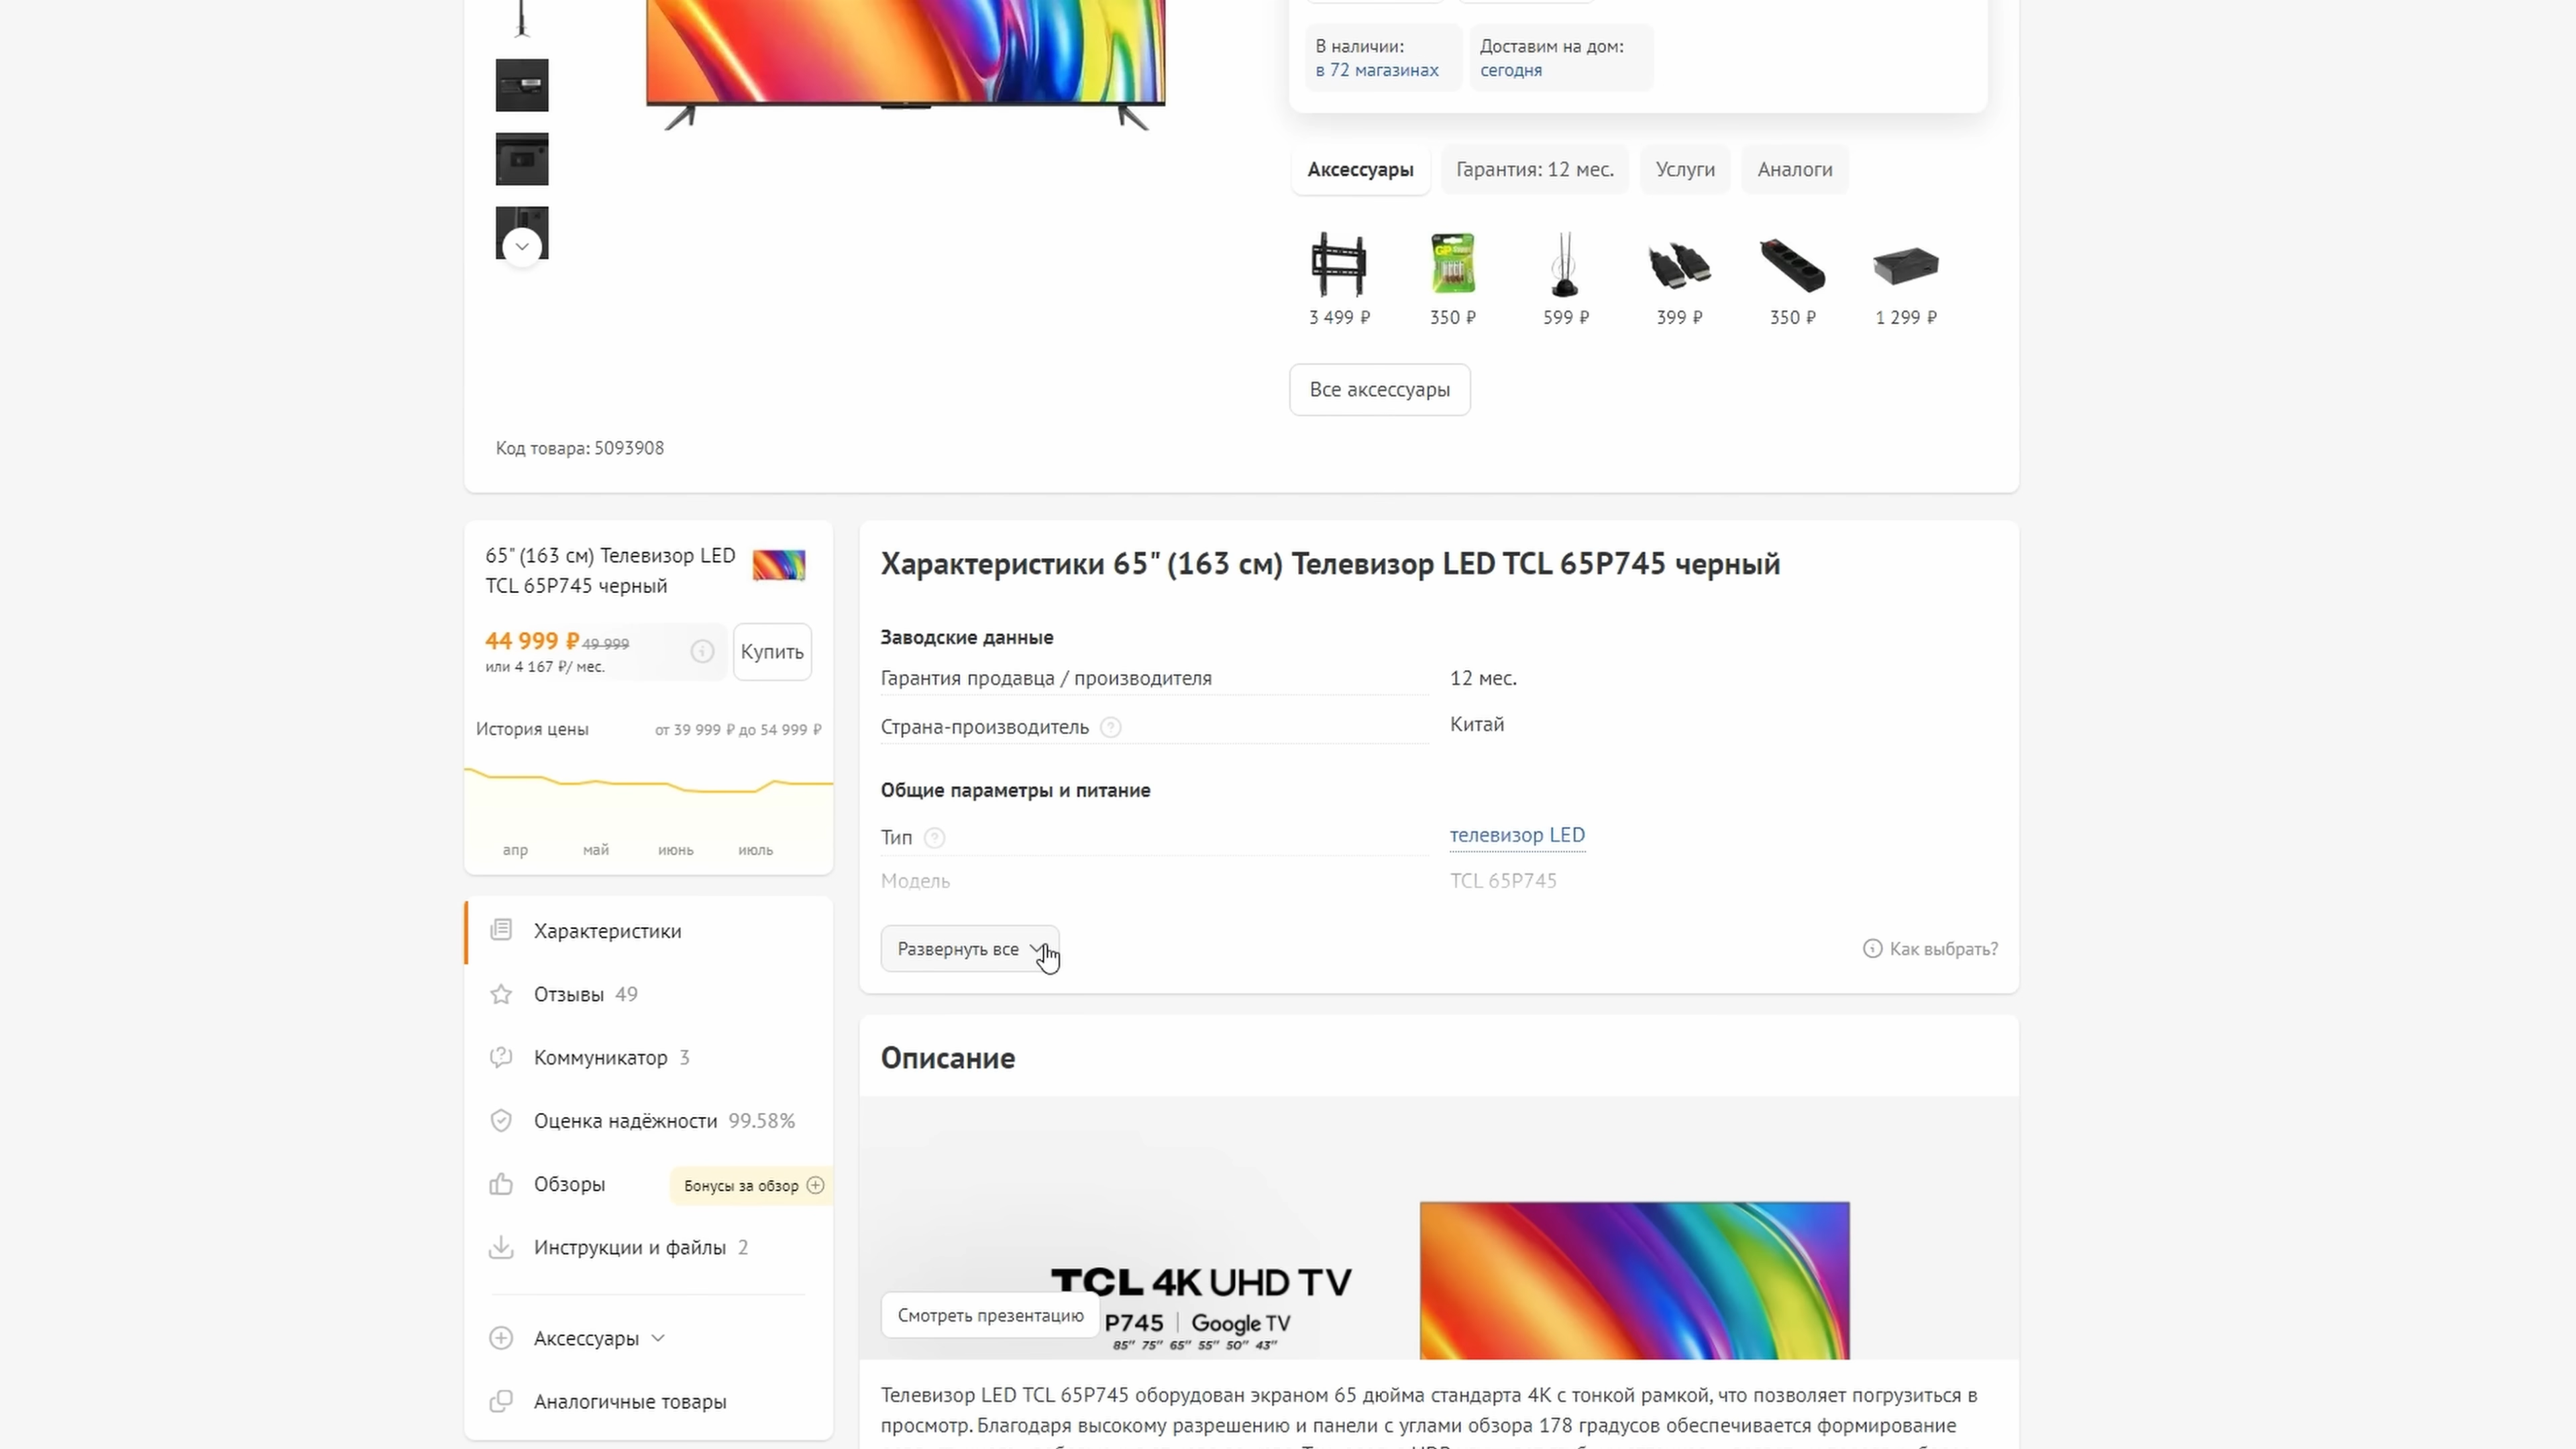 В наличии:
в 72 магазинах
Доставим на дом:
сегодня
Аксессуары
Гарантия: 12 мес.
Услуги
Аналоги
3 499 ₽
350 ₽
599 ₽
399 ₽
350 ₽
1 299 ₽
Все аксессуары
Код товара: 5093908
65" (163 см) Телевизор LED
TCL 65P745 черный
44 999 ₽ 49 999
или 4 167 ₽/ мес.
Купить
История цены
от 39 999 ₽ до 54 999 ₽
апр
май
июнь
июль
Характеристики
Отзывы 49
Коммуникатор 3
Оценка надёжности 99.58%
Обзоры
Бонусы за обзор
Инструкции и файлы 2
Аксессуары
Аналогичные товары
Характеристики 65" (163 см) Телевизор LED TCL 65P745 черный
Заводские данные
Гарантия продавца / производителя
12 мес.
Страна-производитель
Китай
Общие параметры и питание
Тип
телевизор LED
Модель
TCL 65P745
Развернуть все
Как выбрать?
Описание
TCL 4K UHD TV
P745 | Google TV
85" 75" 65" 55" 50" 43"
Смотреть презентацию
Телевизор LED TCL 65P745 оборудован экраном 65 дюйма стандарта 4K с тонкой рамкой, что позволяет погрузиться в
просмотр. Благодаря высокому разрешению и панели с углами обзора 178 градусов обеспечивается формирование